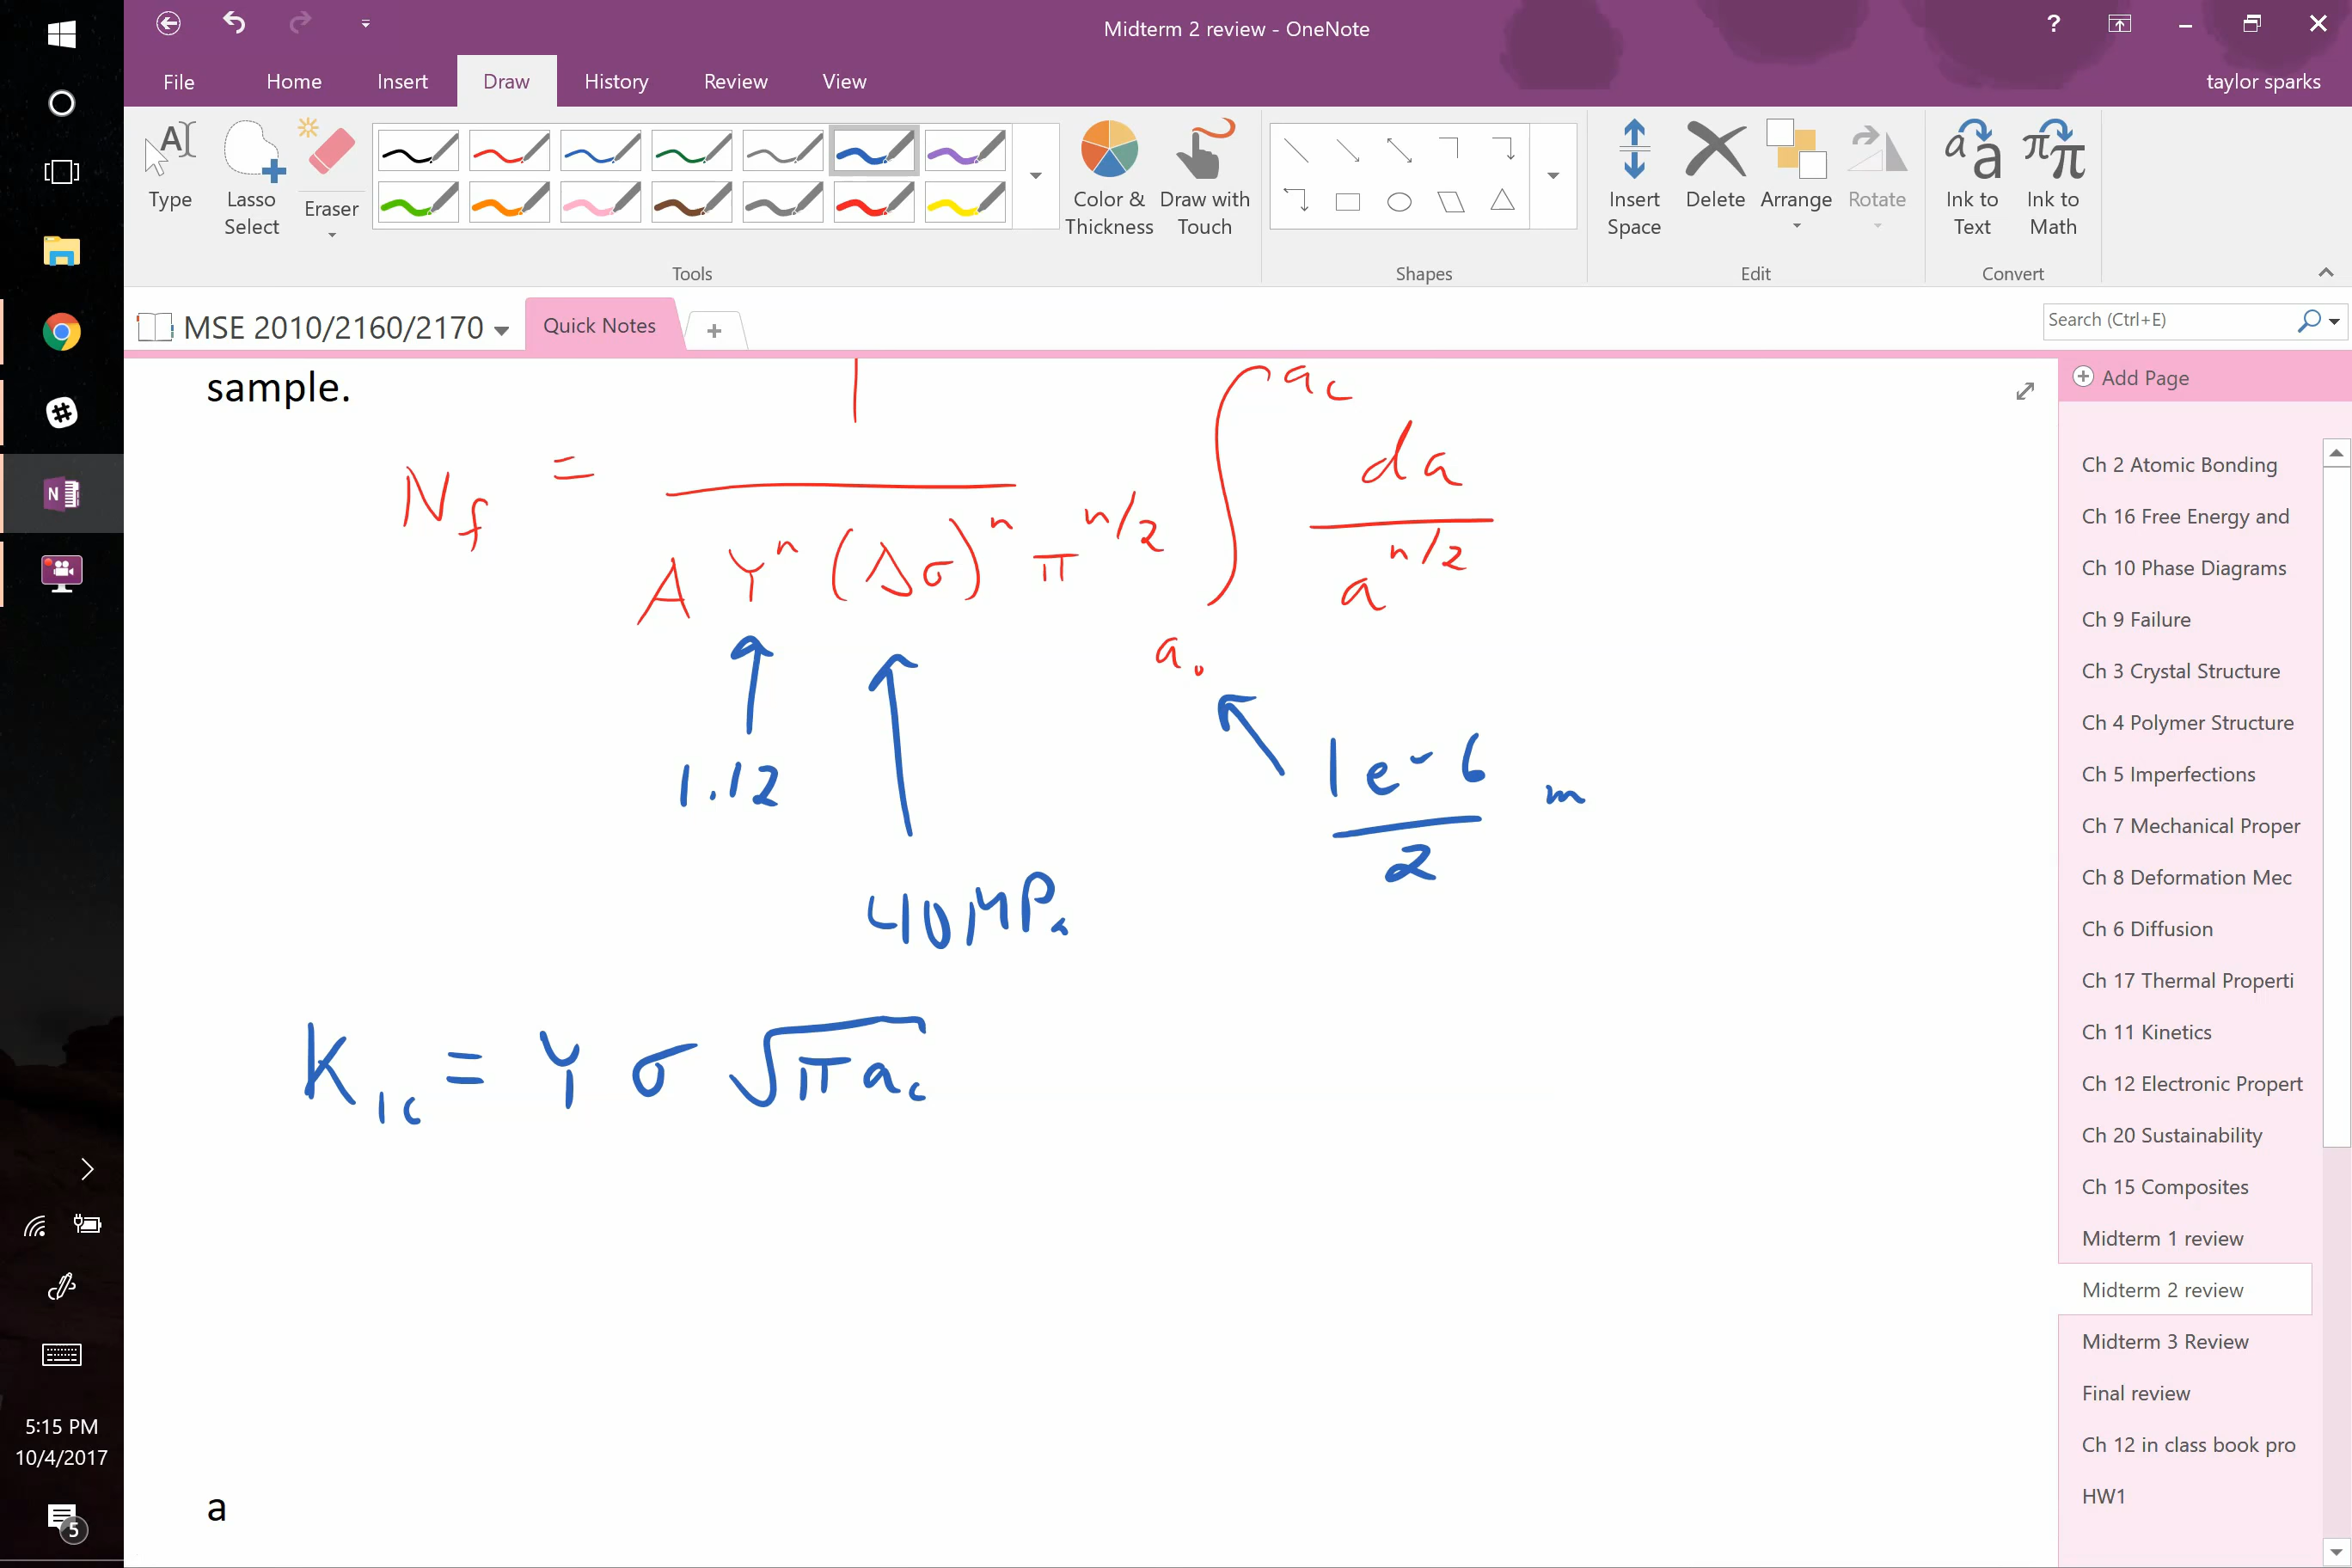 Midterm 2 review - OneNote
?
taylor sparks
File Home Insert Draw History Review View
Type
Lasso Select
Eraser
Color & Thickness
Draw with Touch
Insert Space
Delete
Arrange
Rotate
Ink to Text
Ink to Math
Tools
Shapes
Edit
Convert
MSE 2010/2160/2170
Quick Notes
+
Search (Ctrl+E)
sample.
N_f = 1 / (A Y^n (Δσ)^n π^(n/2)) ∫_(a_0)^(a_c) da / a^(n/2)
1.12
40 MPa
1e-6 / 2 m
K_1c = Y σ √(π a_c)
a
Add Page
Ch 2 Atomic Bonding
Ch 16 Free Energy and
Ch 10 Phase Diagrams
Ch 9 Failure
Ch 3 Crystal Structure
Ch 4 Polymer Structure
Ch 5 Imperfections
Ch 7 Mechanical Proper
Ch 8 Deformation Mec
Ch 6 Diffusion
Ch 17 Thermal Properti
Ch 11 Kinetics
Ch 12 Electronic Propert
Ch 20 Sustainability
Ch 15 Composites
Midterm 1 review
Midterm 2 review
Midterm 3 Review
Final review
Ch 12 in class book pro
HW1
5:15 PM
10/4/2017
5